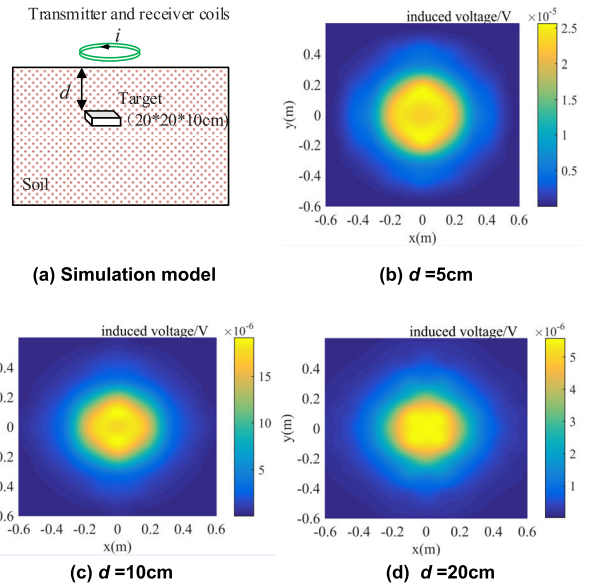 Transmitter and receiver coils
i
d
Target
(20*20*10cm)
Soil
(a) Simulation model
induced voltage/V
×10⁻⁵
0.6
0.4
0.2
0
-0.2
-0.4
-0.6
y(m)
-0.6 -0.4 -0.2 0 0.2 0.4 0.6
x(m)
2.5
2
1.5
1
0.5
(b) d =5cm
induced voltage/V
×10⁻⁶
0.6
0.4
0.2
0
0.2
0.4
0.6
-0.6 -0.4 -0.2 0 0.2 0.4 0.6
x(m)
15
10
5
(c) d =10cm
induced voltage/V
×10⁻⁶
0.6
0.4
0.2
0
-0.2
-0.4
-0.6
y(m)
-0.6 -0.4 -0.2 0 0.2 0.4 0.6
x(m)
5
4
3
2
1
(d) d =20cm